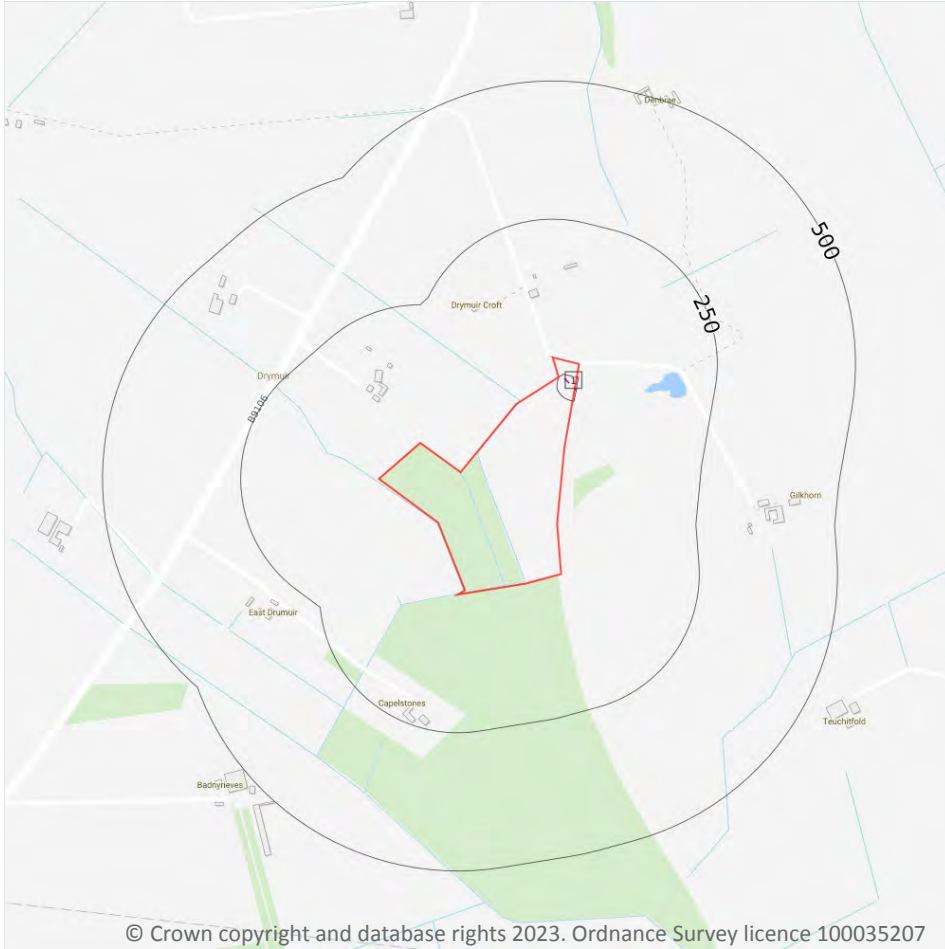 Denbrae
500
250
Drymuir Croft
Drymuir
B9106
Gilkhorn
East Drumuir
Capelstones
Teuchitfold
Badnyrieves
© Crown copyright and database rights 2023. Ordnance Survey licence 100035207